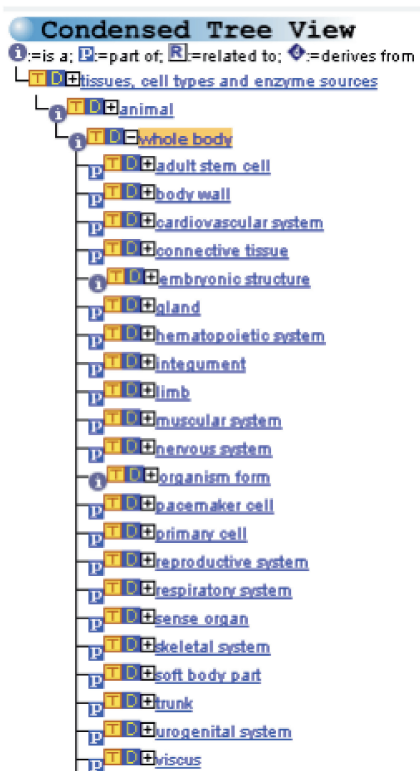 Condensed Tree View
i:=is a; P:=part of; R:=related to; d:=derives from
T D + tissues, cell types and enzyme sources
i T D + animal
i T D - whole body
P T D + adult stem cell
P T D + body wall
P T D + cardiovascular system
P T D + connective tissue
i T D + embryonic structure
P T D + gland
P T D + hematopoietic system
P T D + integument
P T D + limb
P T D + muscular system
P T D + nervous system
i T D + organism form
P T D + pacemaker cell
P T D + primary cell
P T D + reproductive system
P T D + respiratory system
P T D + sense organ
P T D + skeletal system
P T D + soft body part
P T D + trunk
P T D + urogenital system
P T D + viscus